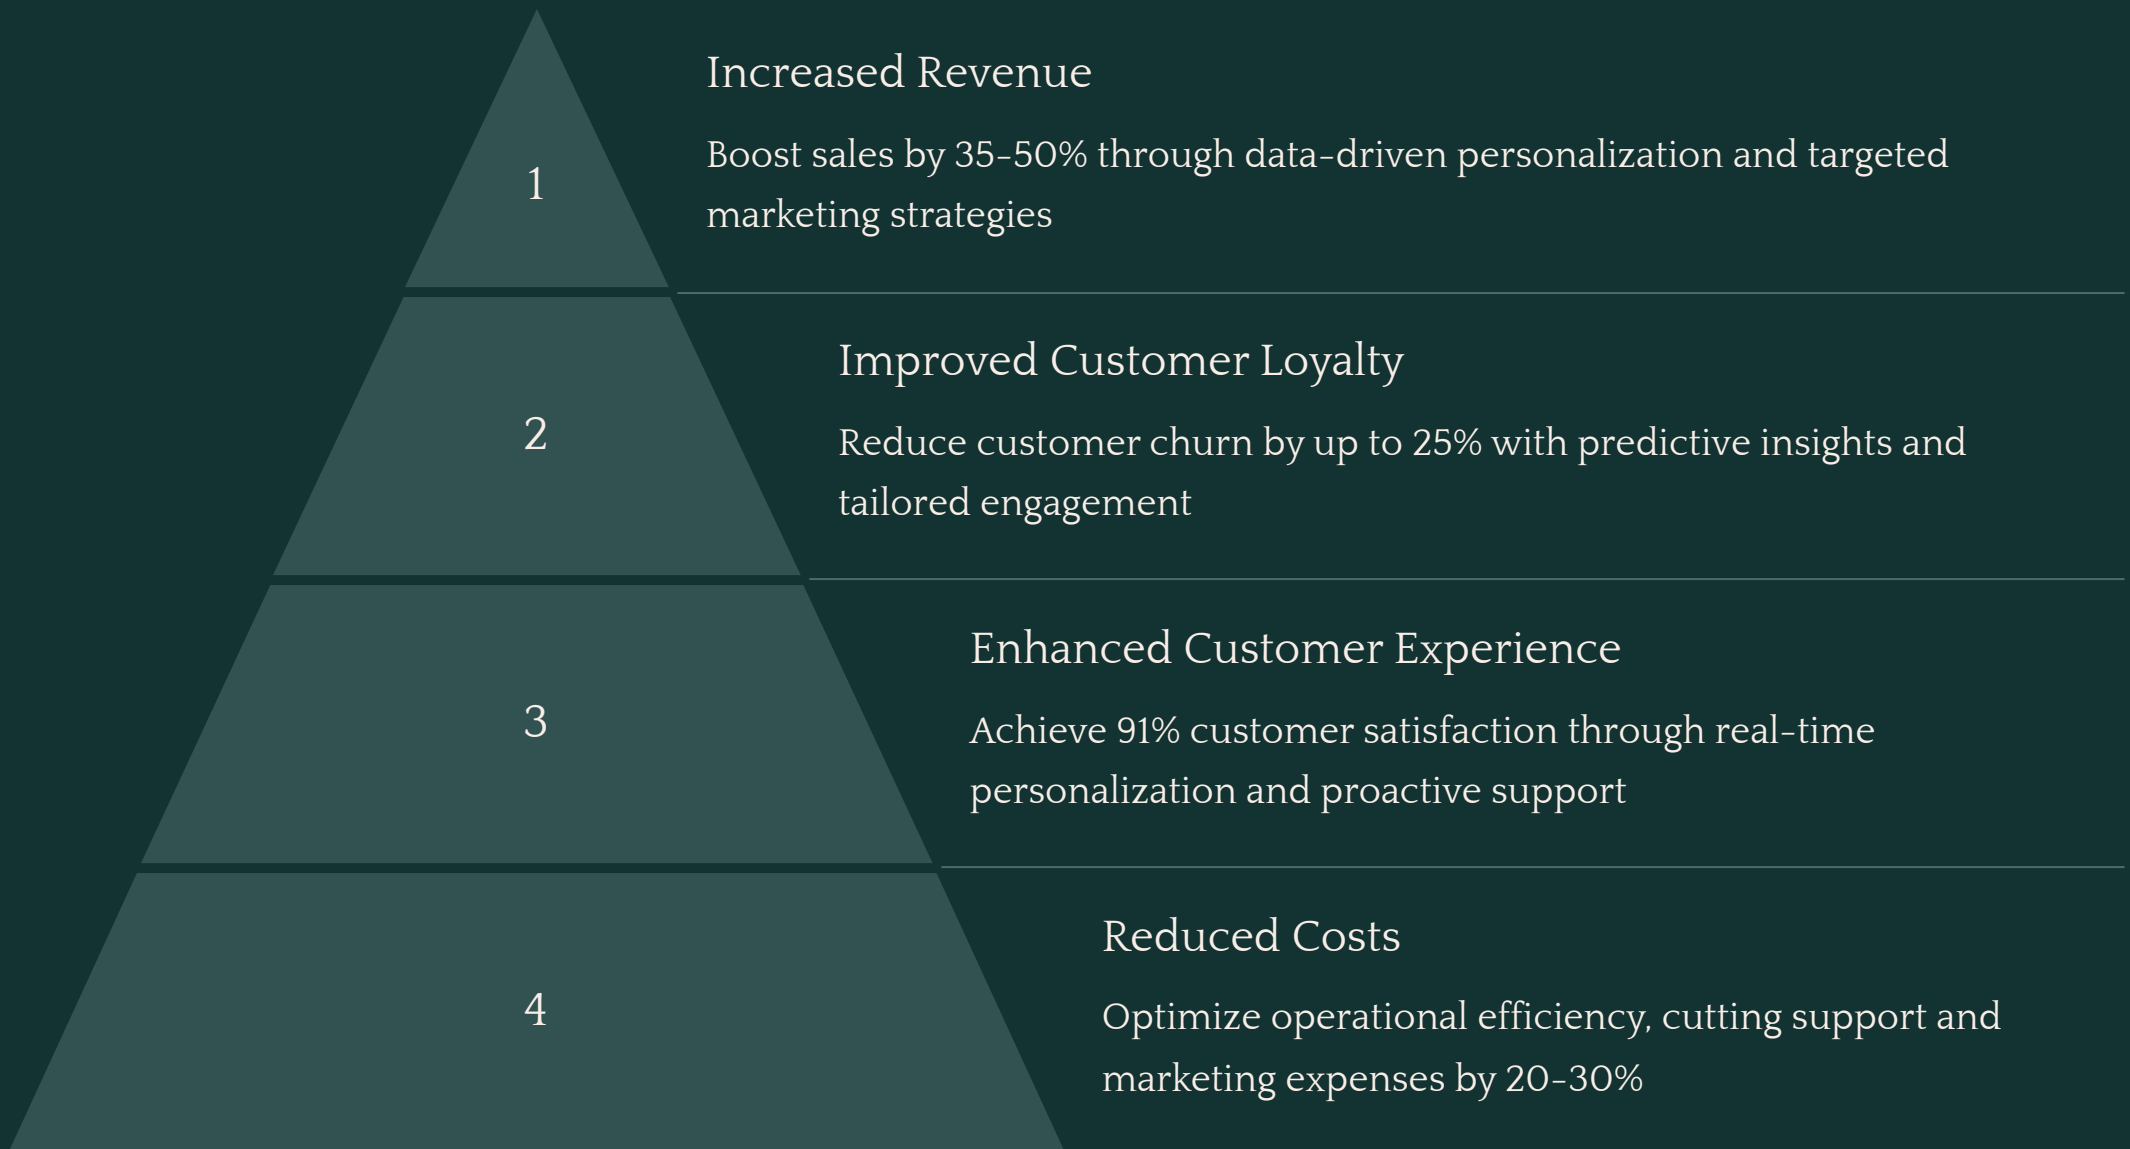 Increased Revenue
Boost sales by 35-50% through data-driven personalization and targeted
marketing strategies
1
Improved Customer Loyalty
Reduce customer churn by up to 25% with predictive insights and
tailored engagement
2
Enhanced Customer Experience
Achieve 91% customer satisfaction through real-time
personalization and proactive support
3
Reduced Costs
Optimize operational efficiency, cutting support and
marketing expenses by 20-30%
4